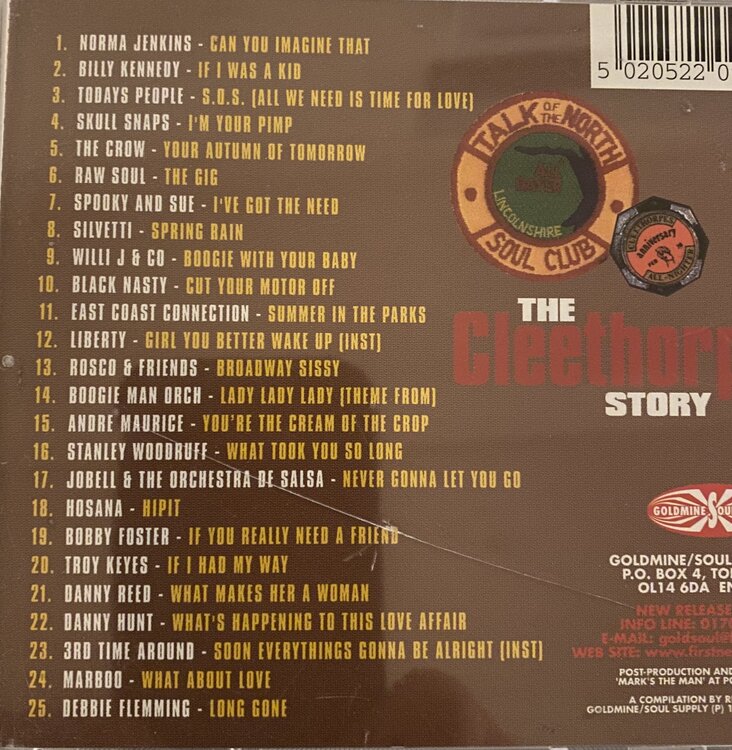 1. NORMA JENKINS - CAN YOU IMAGINE THAT
2. BILLY KENNEDY - IF I WAS A KID
3. TODAYS PEOPLE - S.O.S. (ALL WE NEED IS TIME FOR LOVE)
4. SKULL SNAPS - I'M YOUR PIMP
5. THE CROW - YOUR AUTUMN OF TOMORROW
6. RAW SOUL - THE GIG
7. SPOOKY AND SUE - I'VE GOT THE NEED
8. SILVETTI - SPRING RAIN
9. WILLI J & CO - BOOGIE WITH YOUR BABY
10. BLACK NASTY - CUT YOUR MOTOR OFF
11. EAST COAST CONNECTION - SUMMER IN THE PARKS
12. LIBERTY - GIRL YOU BETTER WAKE UP (INST)
13. ROSCO & FRIENDS - BROADWAY SISSY
14. BOOGIE MAN ORCH - LADY LADY LADY (THEME FROM)
15. ANDRE MAURICE - YOU'RE THE CREAM OF THE CROP
16. STANLEY WOODRUFF - WHAT TOOK YOU SO LONG
17. JOBELL & THE ORCHESTRA DE SALSA - NEVER GONNA LET YOU GO
18. HOSANA - HIPIT
19. BOBBY FOSTER - IF YOU REALLY NEED A FRIEND
20. TROY KEYES - IF I HAD MY WAY
21. DANNY REED - WHAT MAKES HER A WOMAN
22. DANNY HUNT - WHAT'S HAPPENING TO THIS LOVE AFFAIR
23. 3RD TIME AROUND - SOON EVERYTHINGS GONNA BE ALRIGHT (INST)
24. MARBOO - WHAT ABOUT LOVE
25. DEBBIE FLEMMING - LONG GONE
5 020522 0
TALK OF THE NORTH
ALL DAYER
LINCOLNSHIRE
SOUL CLUB
CLEETHORPES
anniversary
ALL-NIGHTER
THE
Cleethorp
STORY
GOLDMINE SOU
GOLDMINE/SOUL
P.O. BOX 4, TO
OL14 6DA EN
NEW RELEASE
INFO LINE: 0170
E-MAIL: goldsoul@
WEB SITE: www.firstne
POST-PRODUCTION AND
'MARK'S THE MAN' AT PO
A COMPILATION BY R
GOLDMINE/SOUL SUPPLY (P) 1